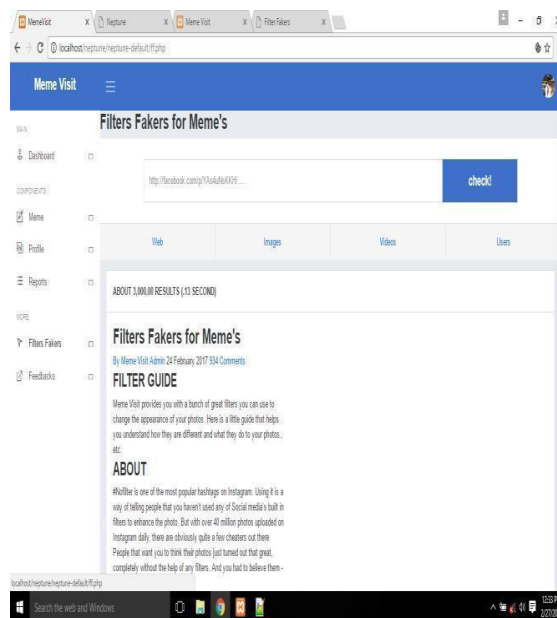 MemeVisit
Neptune
Meme Visit
Filter Fakers
localhost/neptune/neptune-default/ff.php
Meme Visit
MAIN
Dashboard
COMPONENTS
Meme
Profile
Reports
MORE
Filters Fakers
Feedbacks
Filters Fakers for Meme's
check!
Web
Images
Videos
Users
ABOUT 3,000,00 RESULTS (.13 SECOND)
Filters Fakers for Meme's
By Meme Visit Admin 24 February 2017 934 Comments
FILTER GUIDE
Meme Visit provides you with a bunch of great filters you can use to
change the appearance of your photos. Here is a little guide that helps
you understand how they are different and what they do to your photos.,
etc.
ABOUT
#Nofilter is one of the most popular hashtags on Instagram. Using it is a
way of telling people that you haven't used any of Social media's built in
filters to enhance the photo. But with over 40 million photos uploaded on
Instagram daily, there are obviously quite a few cheaters out there
People that want you to think their photos just turned out that great,
completely without the help of any filters. And you had to believe them -
localhost/neptune/neptune-default/ff.php
Search the web and Windows